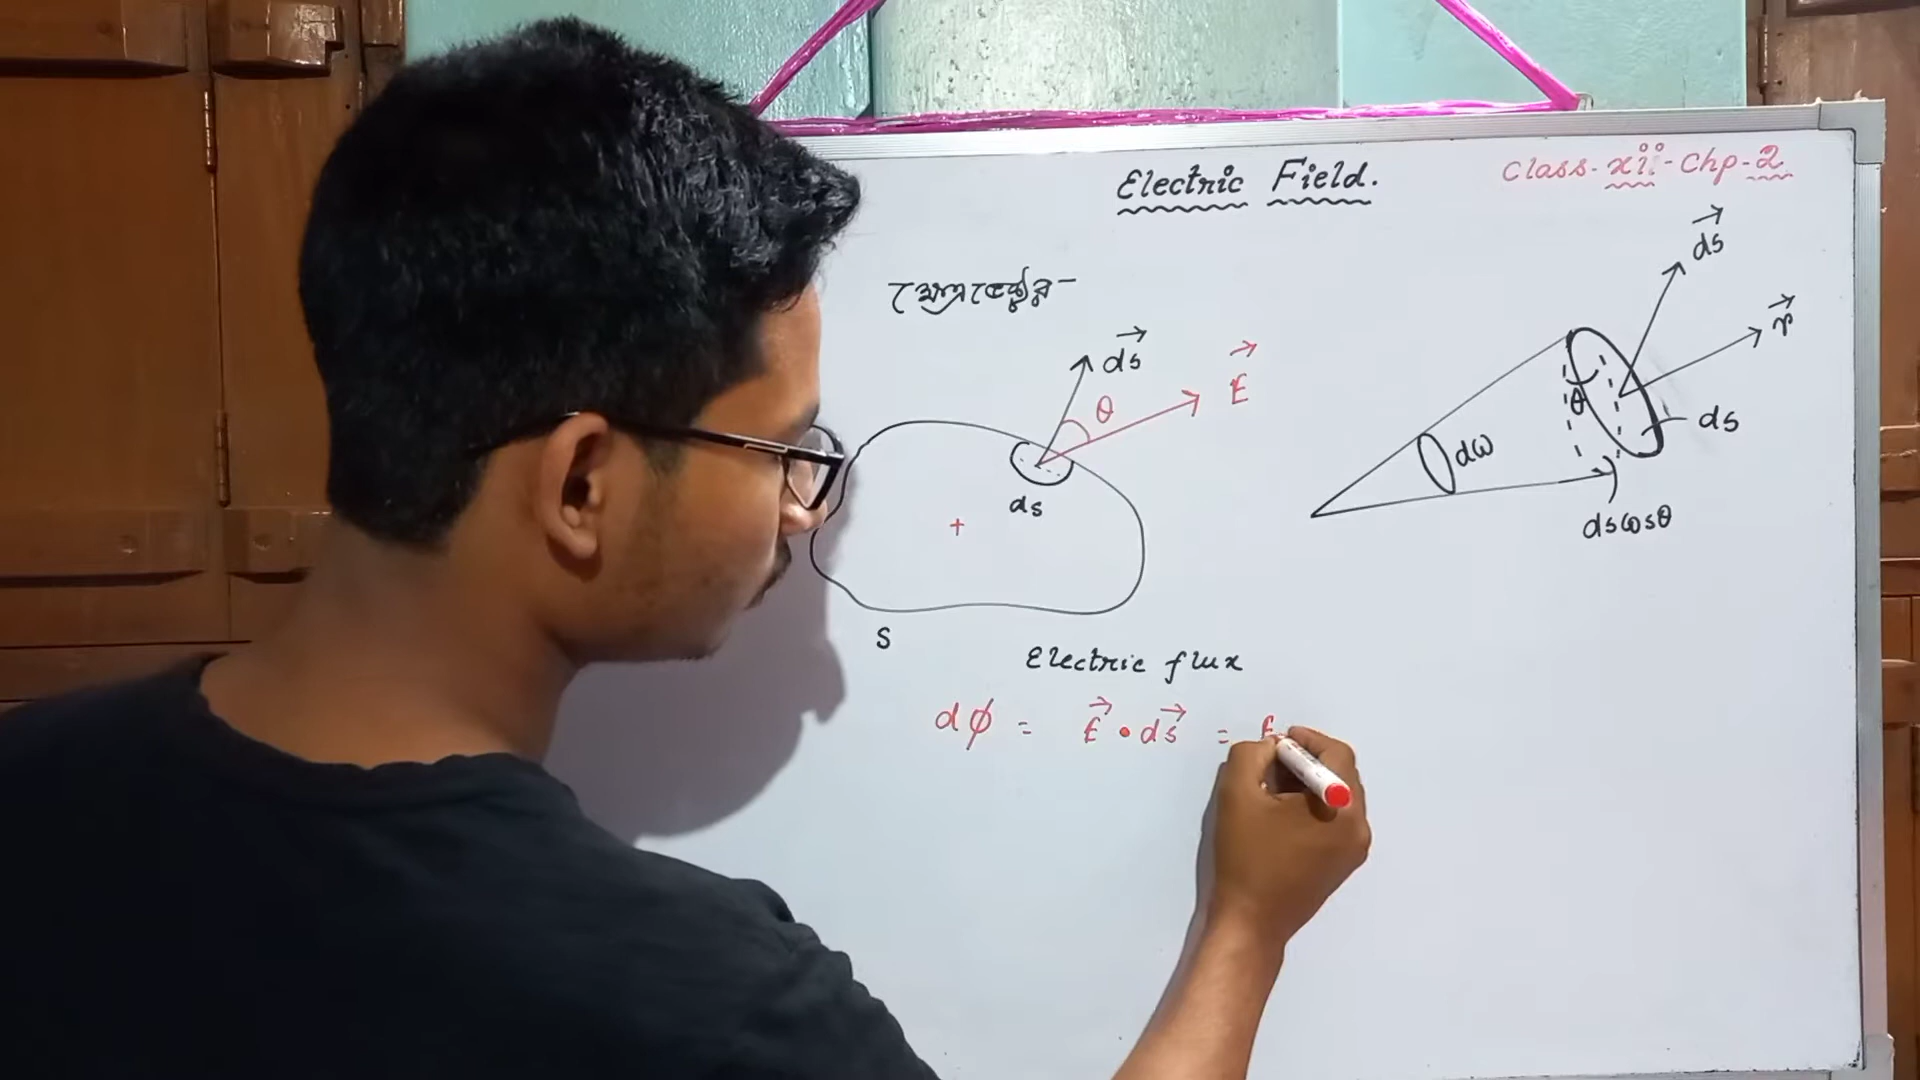 Electric Field.
Class-xii-Chp-2
ds
r
θ
ds
dω
dscosθ
ds
E
θ
ds
+
S
Electric flux
dϕ = E • ds = E